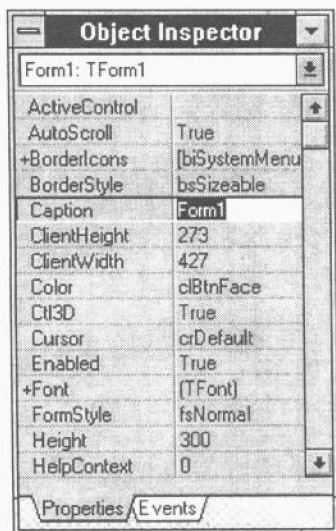 Object Inspector
Form1: TForm1
ActiveControl
AutoScroll True
+BorderIcons [biSystemMenu
BorderStyle bsSizeable
Caption Form1
ClientHeight 273
ClientWidth 427
Color clBtnFace
Ctl3D True
Cursor crDefault
Enabled True
+Font (TFont)
FormStyle fsNormal
Height 300
HelpContext 0
Properties Events